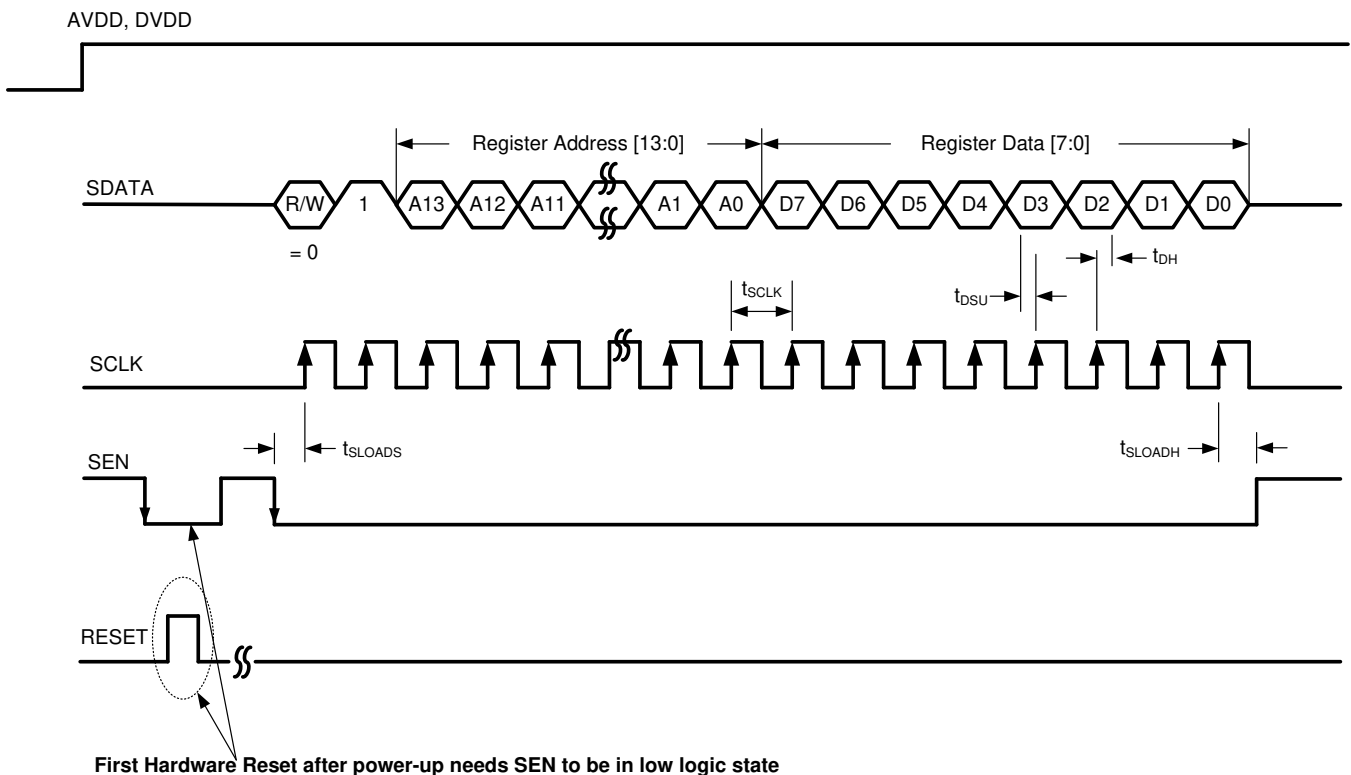 AVDD, DVDD
Register Address [13:0]
Register Data [7:0]
SDATA
R/W
1
A13
A12
A11
A1
A0
D7
D6
D5
D4
D3
D2
D1
D0
= 0
tDH
tSCLK
tDSU
SCLK
tSLOADS
tSLOADH
SEN
RESET
First Hardware Reset after power-up needs SEN to be in low logic state